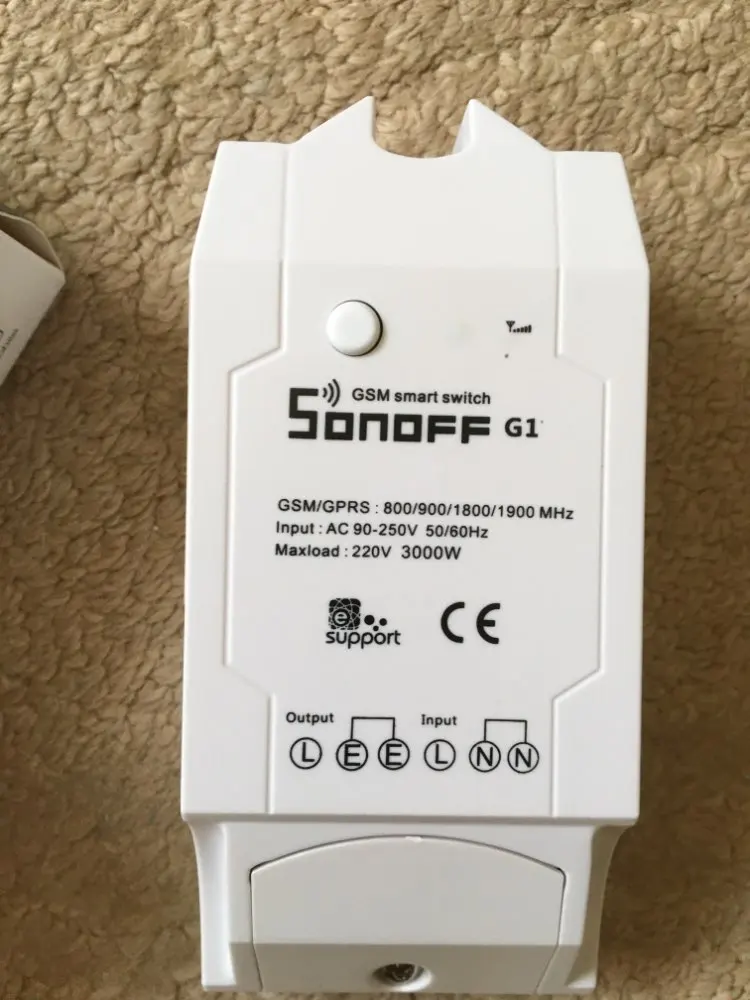 GSM smart switch
SONOFF G1
GSM/GPRS : 800/900/1800/1900 MHz
Input : AC 90-250V 50/60Hz
Maxload : 220V 3000W
e
support
CE
Output Input
L E E L N N